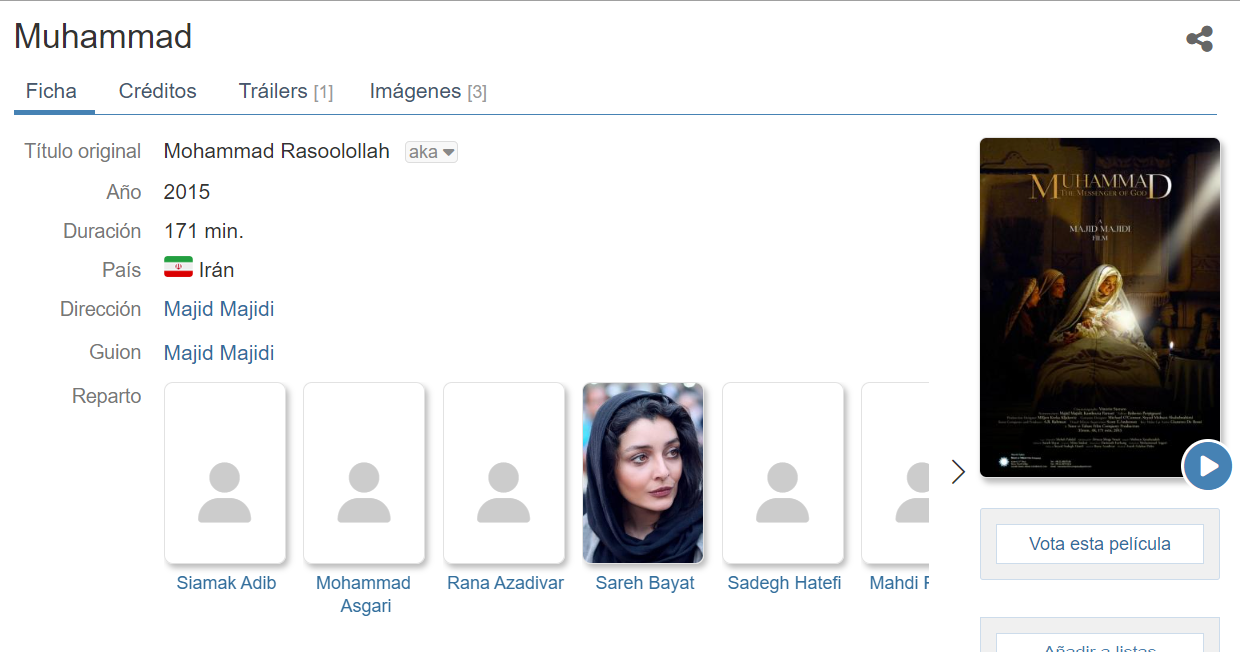 Muhammad
Ficha
Créditos
Tráilers [1]
Imágenes [3]
Título original Mohammad Rasoolollah aka
Año 2015
Duración 171 min.
País Irán
Dirección Majid Majidi
Guion Majid Majidi
Reparto
Siamak Adib
Mohammad
Asgari
Rana Azadivar
Sareh Bayat
Sadegh Hatefi
Mahdi
MUHAMMAD
THE MESSENGER OF GOD
A
MAJID MAJIDI
FILM
Vota esta película
Añadir a listas